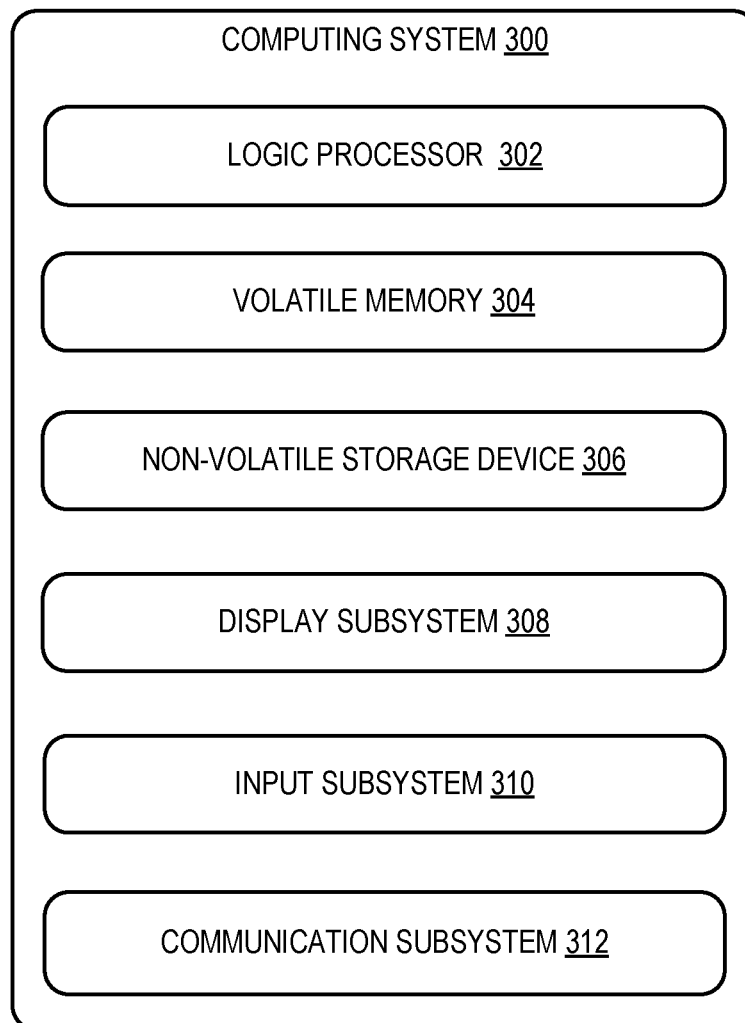 COMPUTING SYSTEM 300
LOGIC PROCESSOR 302
VOLATILE MEMORY 304
NON-VOLATILE STORAGE DEVICE 306
DISPLAY SUBSYSTEM 308
INPUT SUBSYSTEM 310
COMMUNICATION SUBSYSTEM 312